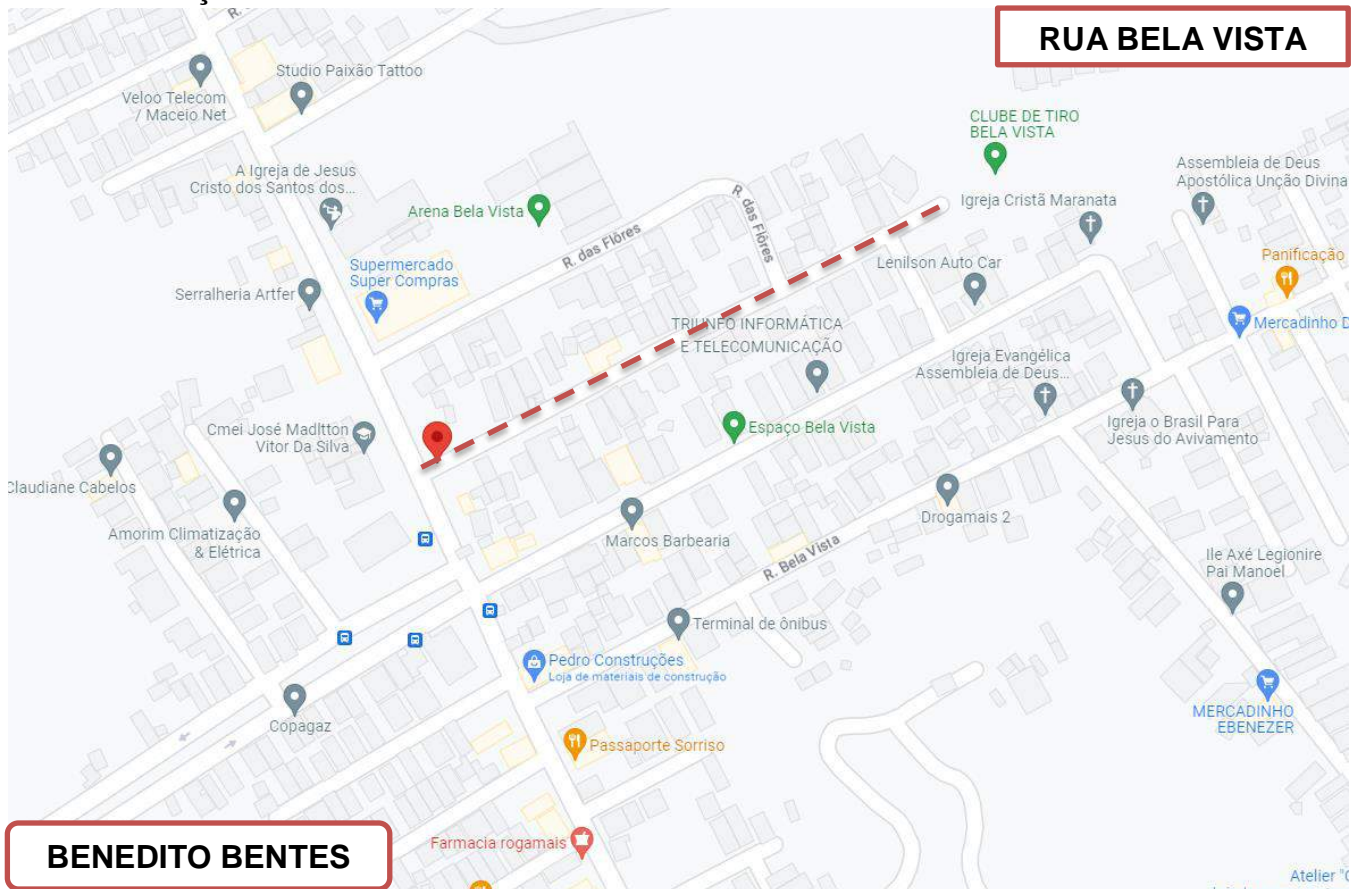 RUA BELA VISTA
Studio Paixão Tattoo
Veloo Telecom
/ Maceio Net
A Igreja de Jesus
Cristo dos Santos dos...
Arena Bela Vista
R. das Flôres
R. das Flôres
CLUBE DE TIRO
BELA VISTA
Assembleia de Deus
Apostólica Unção Divina
Igreja Cristã Maranata
Panificação
Lenilson Auto Car
Supermercado
Super Compras
Serralheria Artfer
TRIUNFO INFORMÁTICA
E TELECOMUNICAÇÃO
Mercadinho D
Igreja Evangélica
Assembleia de Deus...
Igreja o Brasil Para
Jesus do Avivamento
Cmei José Madltton
Vitor Da Silva
Espaço Bela Vista
Claudiane Cabelos
Amorim Climatização
& Elétrica
Marcos Barbearia
Drogamais 2
R. Bela Vista
Ile Axé Legionire
Pai Manoel
Terminal de ônibus
Pedro Construções
Loja de materiais de construção
Copagaz
Passaporte Sorriso
MERCADINHO
EBENEZER
Farmacia rogamais
BENEDITO BENTES
Atelier "